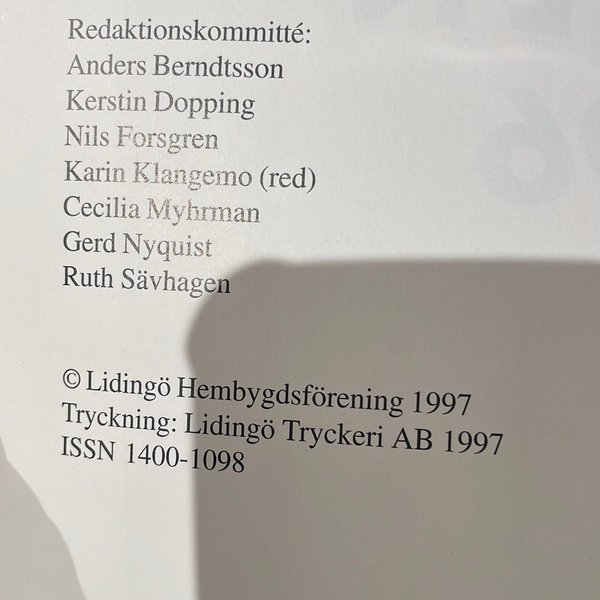 Redaktionskommitté:
Anders Berndtsson
Kerstin Dopping
Nils Forsgren
Karin Klangemo (red)
Cecilia Myhrman
Gerd Nyquist
Ruth Sävhagen
© Lidingö Hembygdsförening 1997
Tryckning: Lidingö Tryckeri AB 1997
ISSN 1400-1098